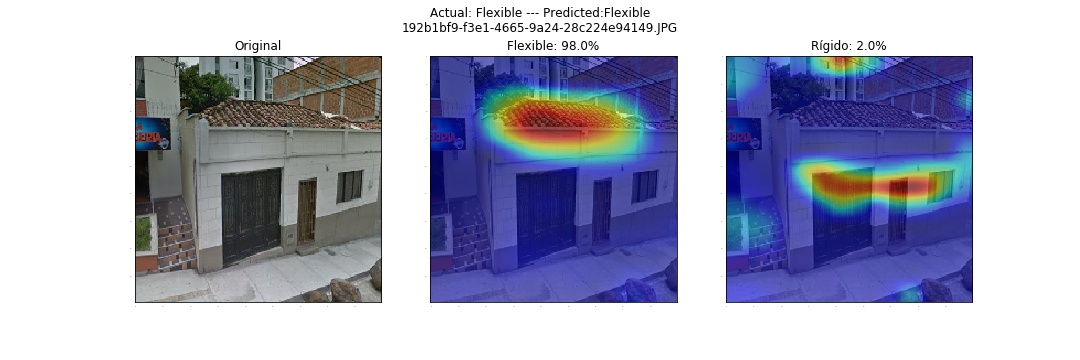 Actual: Flexible --- Predicted:Flexible
192b1bf9-f3e1-4665-9a24-28c224e94149.JPG
Original
Flexible: 98.0%
Rígido: 2.0%